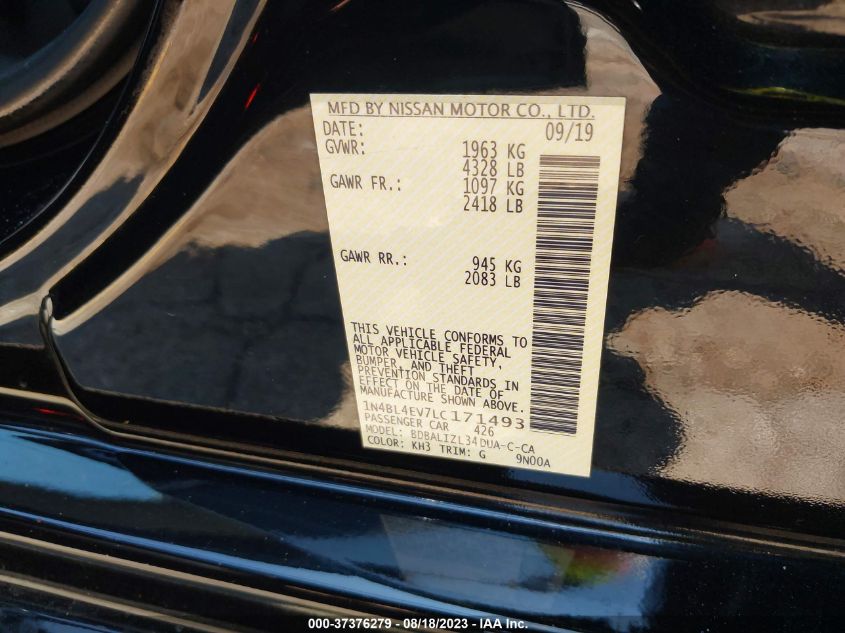 MFD BY NISSAN MOTOR CO., LTD.
DATE: 09/19
GVWR: 1963 KG
4328 LB
GAWR FR.: 1097 KG
2418 LB
GAWR RR.: 945 KG
2083 LB
THIS VEHICLE CONFORMS TO
ALL APPLICABLE FEDERAL
MOTOR VEHICLE SAFETY,
BUMPER, AND THEFT
PREVENTION STANDARDS IN
EFFECT ON THE DATE OF
MANUFACTURE SHOWN ABOVE.
1N4BL4EV7LC171493
PASSENGER CAR 426
MODEL: BDBALIZL34DUA-C-CA
COLOR: KH3 TRIM: G 9N00A
000-37376279 - 08/18/2023 - IAA Inc.